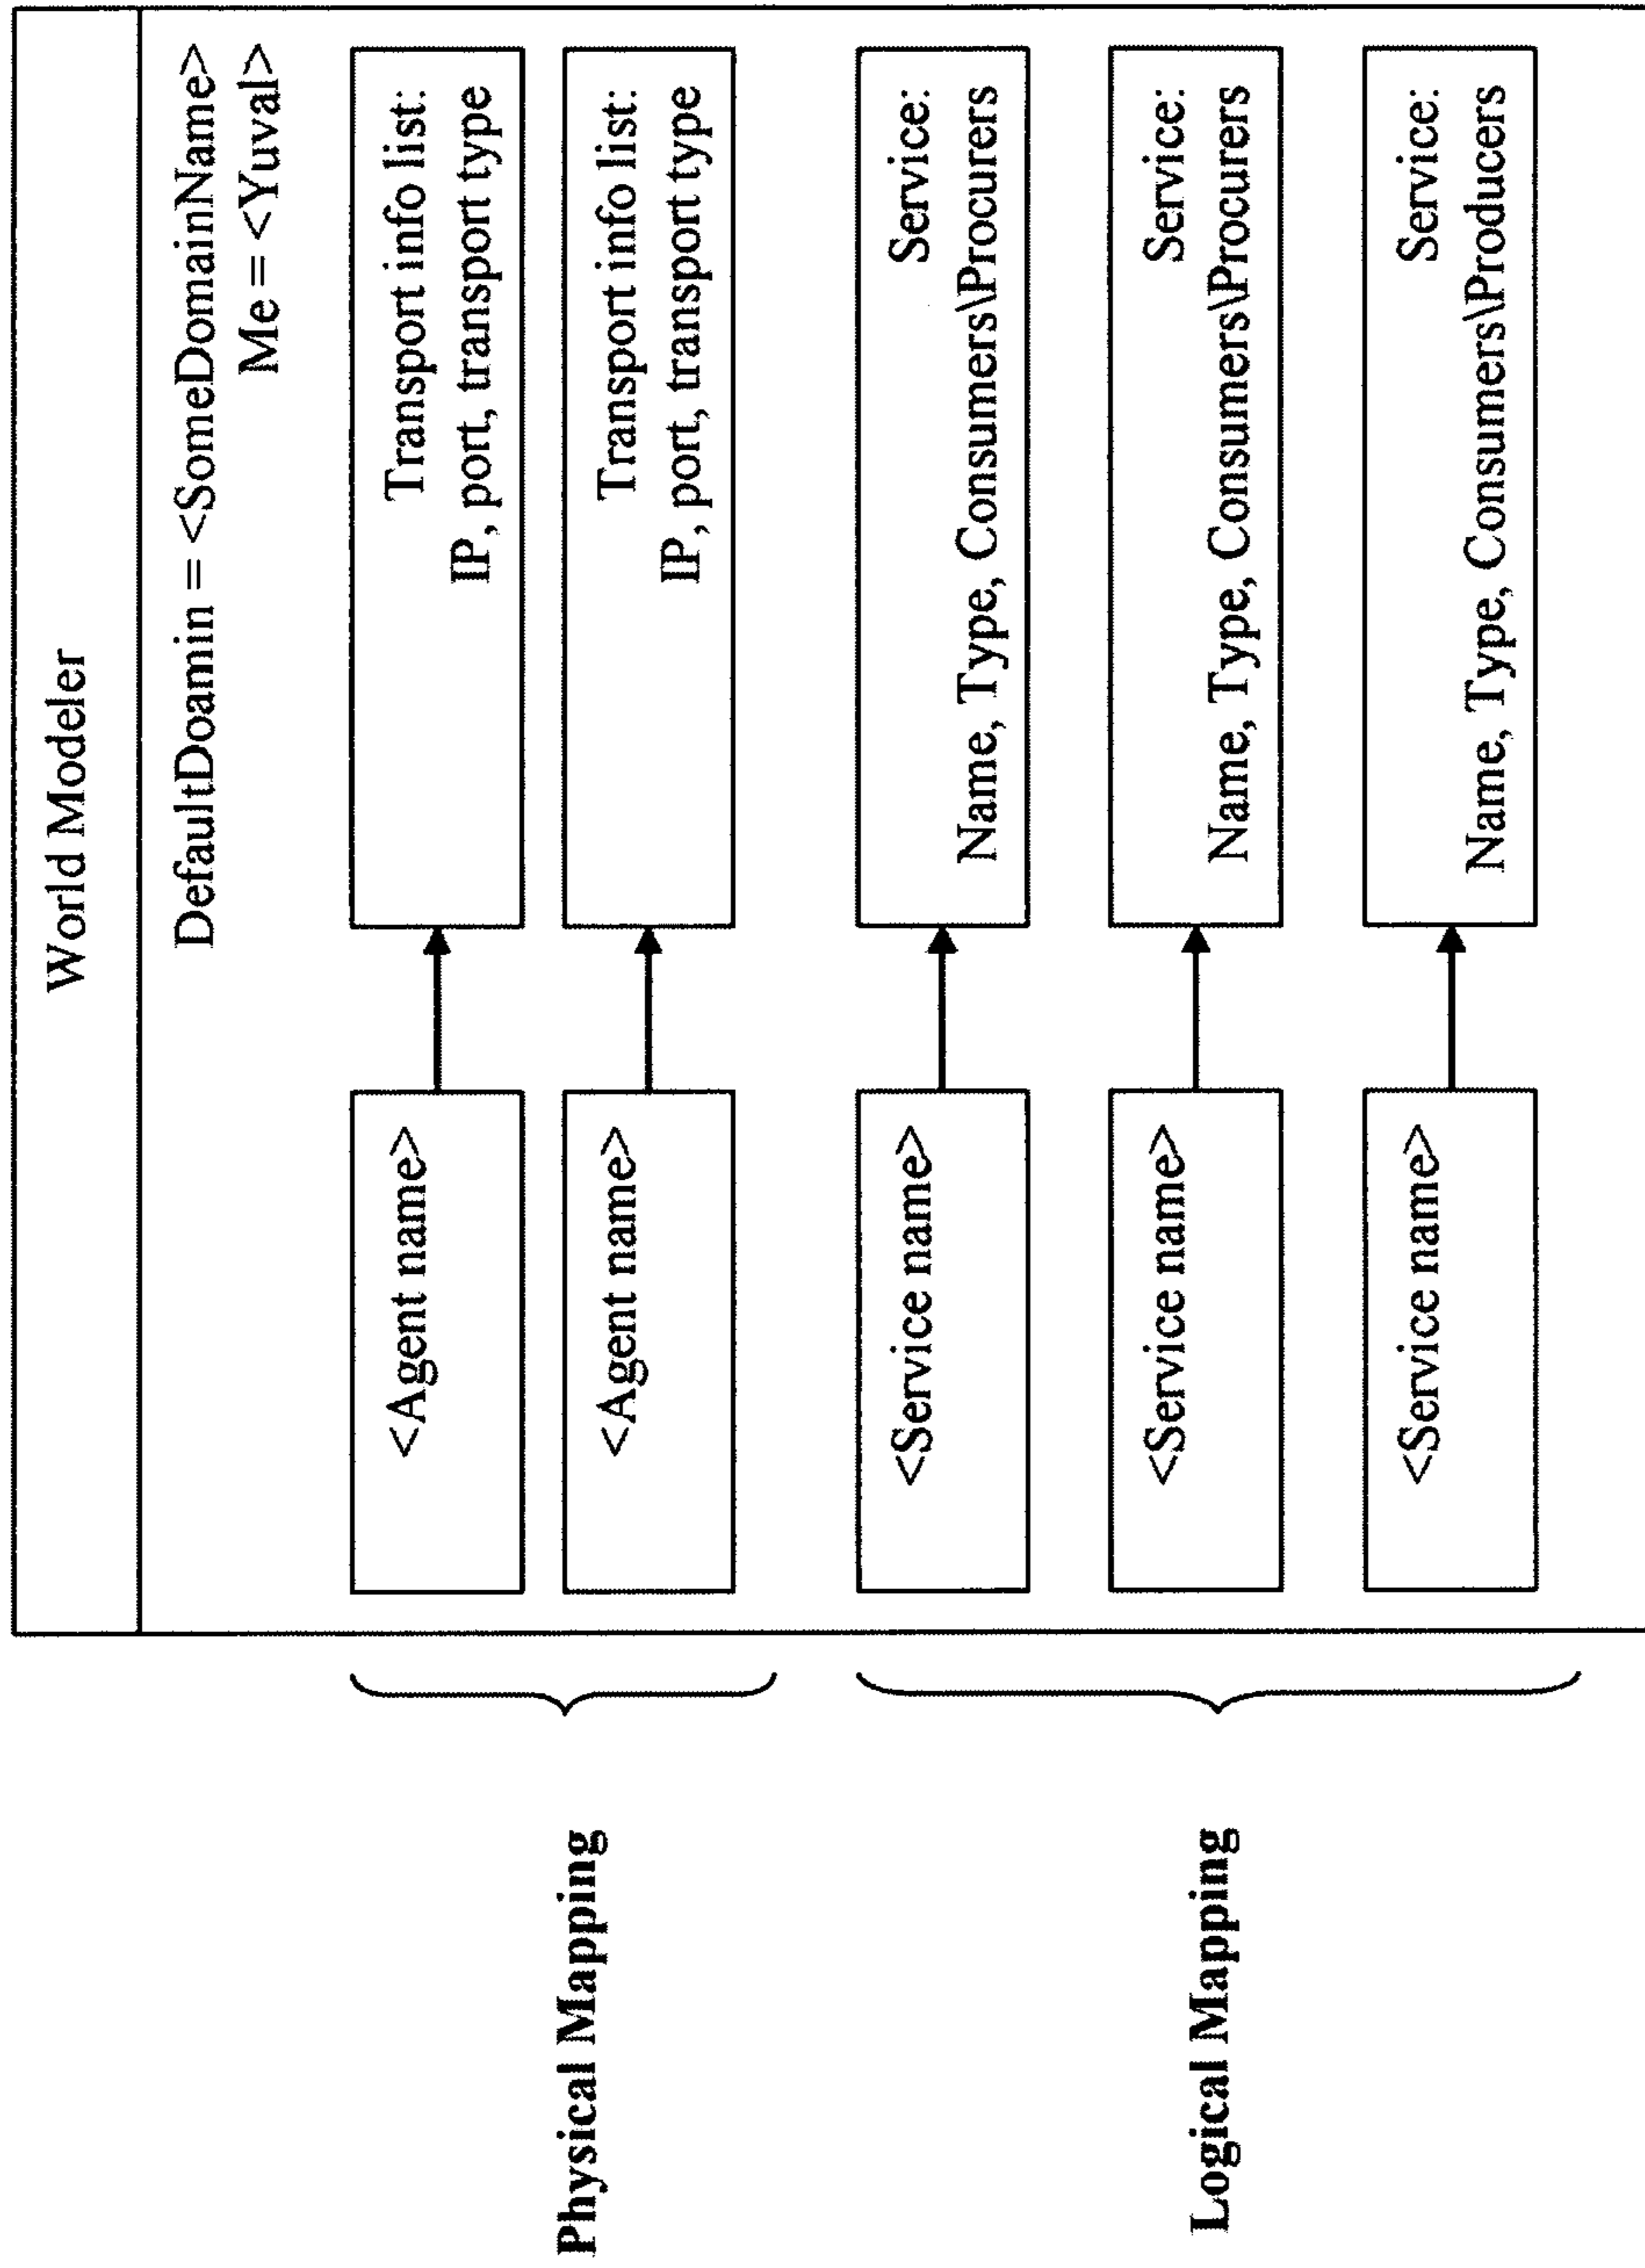 World Modeler
DefaultDoamin = <SomeDomainName>
Me = <Yuval>
Physical Mapping
<Agent name>
Transport info list:
IP, port, transport type
<Agent name>
Transport info list:
IP, port, transport type
Logical Mapping
<Service name>
Service:
Name, Type, Consumers\Procurers
<Service name>
Service:
Name, Type, Consumers\Procurers
<Service name>
Service:
Name, Type, Consumers\Producers